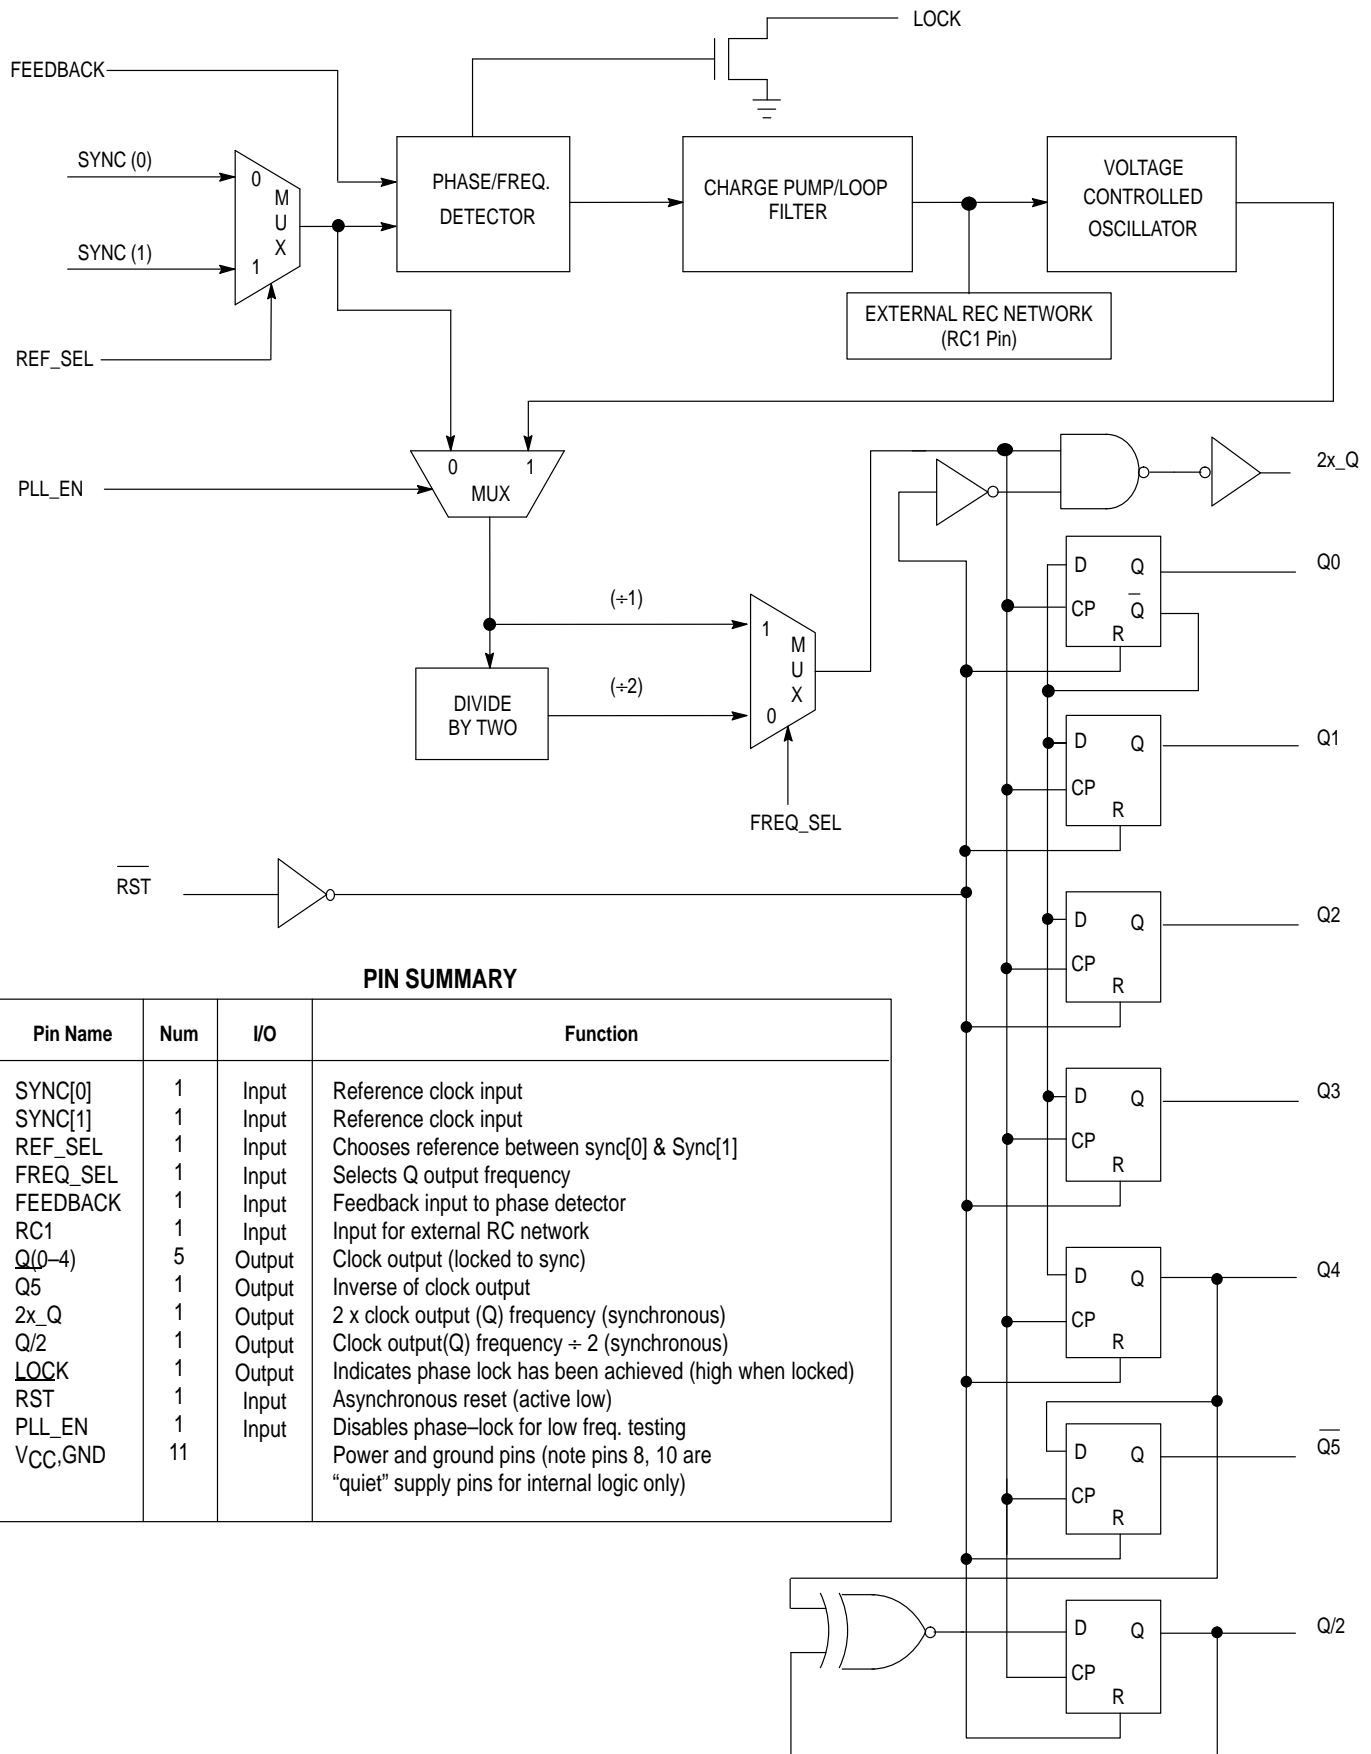 LOCK
FEEDBACK
SYNC (0)
SYNC (1)
0
M
U
X
1
REF_SEL
PHASE/FREQ.
DETECTOR
CHARGE PUMP/LOOP
FILTER
VOLTAGE
CONTROLLED
OSCILLATOR
EXTERNAL REC NETWORK
(RC1 Pin)
PLL_EN
0 1
MUX
2x_Q
(÷1)
(÷2)
DIVIDE
BY TWO
1
M
U
X
0
FREQ_SEL
D Q
CP Q̅
R
Q0
D Q
CP
R
Q1
R̅S̅T̅
D Q
CP
R
Q2
D Q
CP
R
Q3
D Q
CP
R
Q4
D Q
CP
R
Q̅5̅
D Q
CP
R
Q/2
PIN SUMMARY
Pin Name Num I/O Function
SYNC[0] 1 Input Reference clock input
SYNC[1] 1 Input Reference clock input
REF_SEL 1 Input Chooses reference between sync[0] & Sync[1]
FREQ_SEL 1 Input Selects Q output frequency
FEEDBACK 1 Input Feedback input to phase detector
RC1 1 Input Input for external RC network
Q(0–4) 5 Output Clock output (locked to sync)
Q̅5̅ 1 Output Inverse of clock output
2x_Q 1 Output 2 x clock output (Q) frequency (synchronous)
Q/2 1 Output Clock output(Q) frequency ÷ 2 (synchronous)
LOCK 1 Output Indicates phase lock has been achieved (high when locked)
R̅S̅T̅ 1 Input Asynchronous reset (active low)
PLL_EN 1 Input Disables phase–lock for low freq. testing
VCC,GND 11 Power and ground pins (note pins 8, 10 are
“quiet” supply pins for internal logic only)